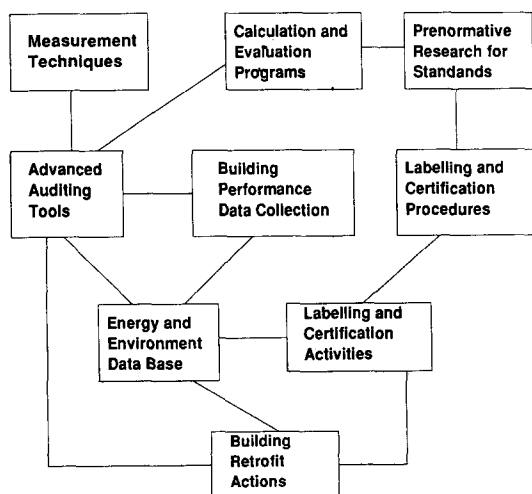 Measurement
Techniques
Calculation and
Evaluation
Programs
Prenormative
Research for
Standards
Advanced
Auditing
Tools
Building
Performance
Data Collection
Labelling and
Certification
Procedures
Energy and
Environment
Data Base
Labelling and
Certification
Activities
Building
Retrofit
Actions